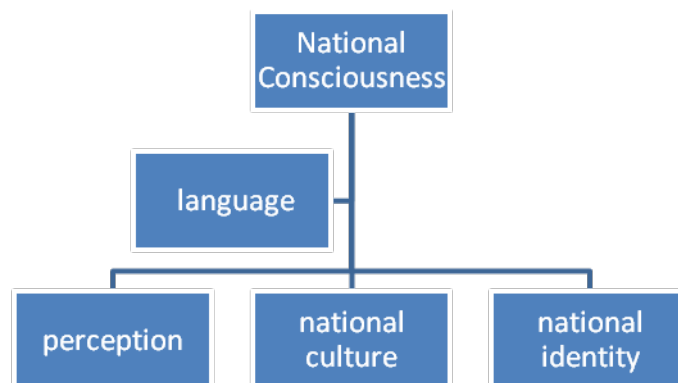 National
Consciousness
language
perception
national
culture
national
identity